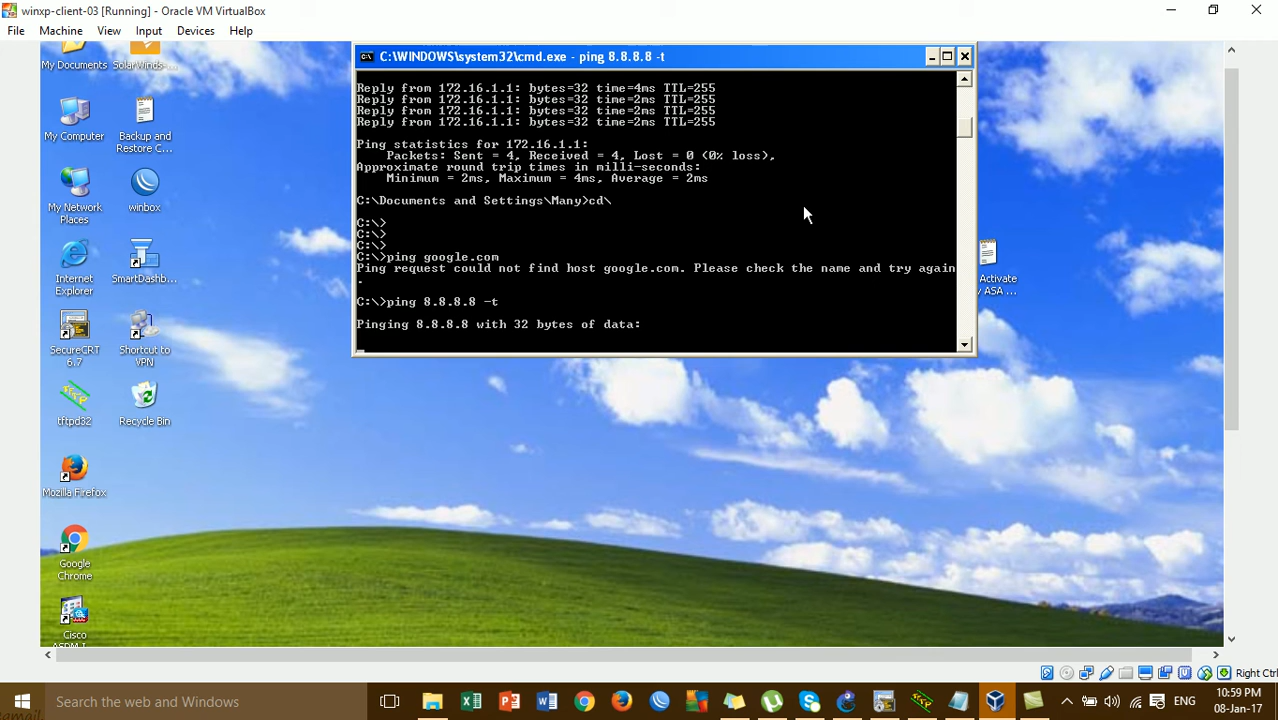 winxp-client-03 [Running] - Oracle VM VirtualBox
File Machine View Input Devices Help
C:\WINDOWS\system32\cmd.exe - ping 8.8.8.8 -t
Reply from 172.16.1.1: bytes=32 time=4ms TTL=255
Reply from 172.16.1.1: bytes=32 time=2ms TTL=255
Reply from 172.16.1.1: bytes=32 time=2ms TTL=255
Reply from 172.16.1.1: bytes=32 time=2ms TTL=255
Ping statistics for 172.16.1.1:
Packets: Sent = 4, Received = 4, Lost = 0 (0% loss),
Approximate round trip times in milli-seconds:
Minimum = 2ms, Maximum = 4ms, Average = 2ms
C:\Documents and Settings\Many>cd\
C:\>
C:\>
C:\>
C:\>ping google.com
Ping request could not find host google.com. Please check the name and try again
.
C:\>ping 8.8.8.8 -t
Pinging 8.8.8.8 with 32 bytes of data:
My Documents
SolarWinds-...
My Computer
Backup and
Restore C...
My Network
Places
winbox
Internet
Explorer
SmartDashb...
SecureCRT
6.7
Shortcut to
VPN
tftpd32
Recycle Bin
Mozilla Firefox
Google
Chrome
Cisco
Activate
ASA ...
Right Ctrl
Search the web and Windows
ENG
10:59 PM
08-Jan-17